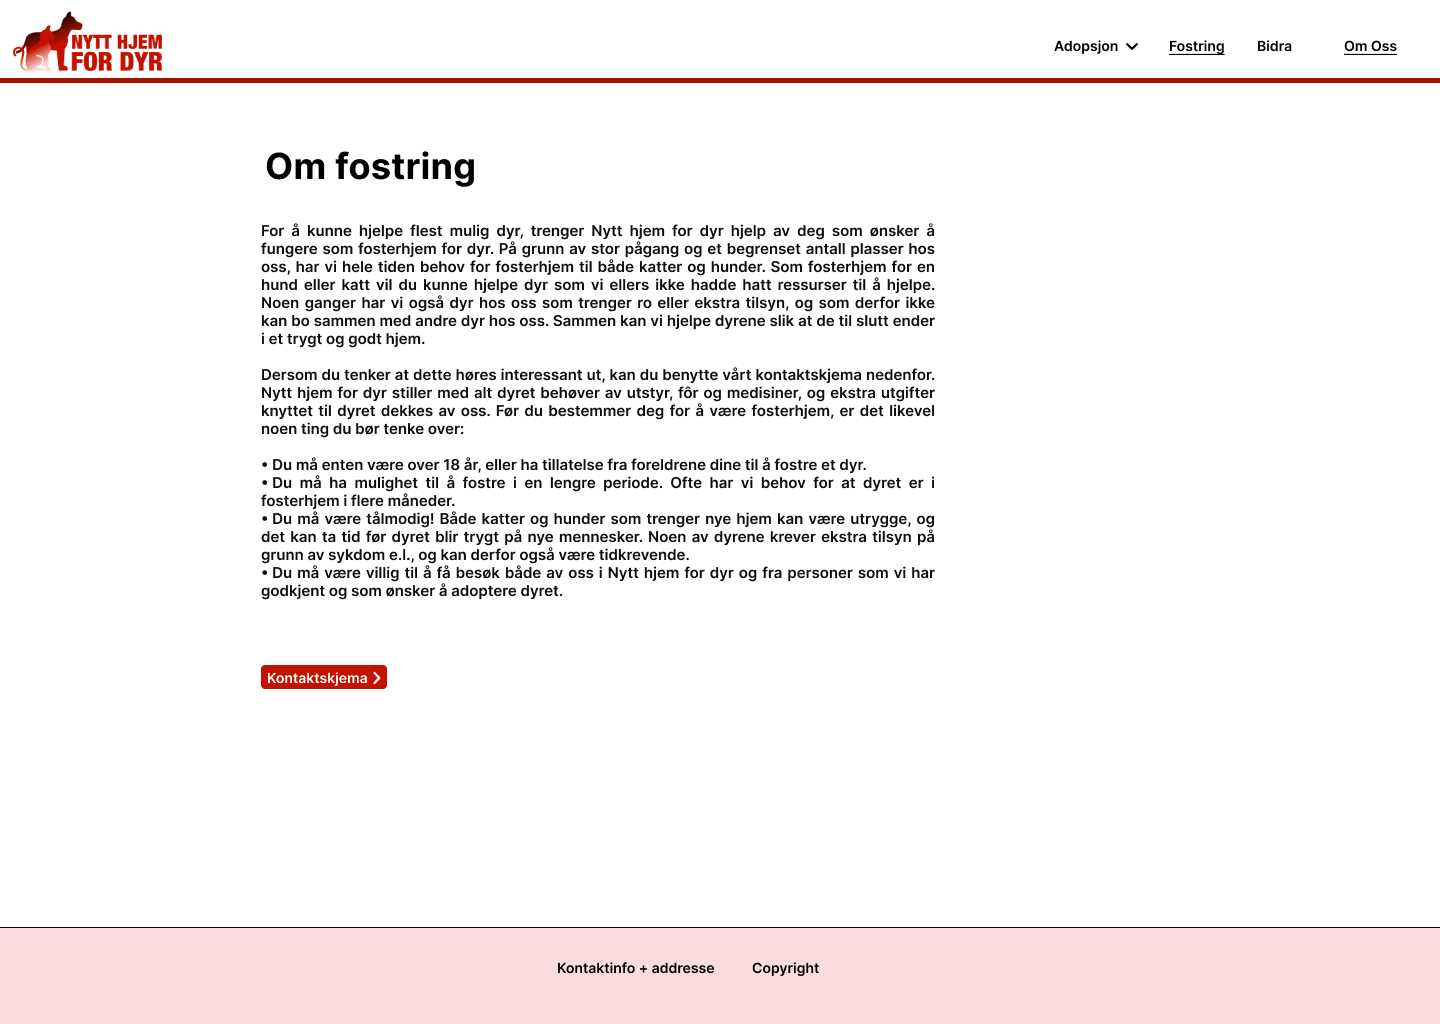 NYTT HJEM
FOR DYR
Adopsjon
Fostring
Bidra
Om Oss
Om fostring
For å kunne hjelpe flest mulig dyr, trenger Nytt hjem for dyr hjelp av deg som ønsker å
fungere som fosterhjem for dyr. På grunn av stor pågang og et begrenset antall plasser hos
oss, har vi hele tiden behov for fosterhjem til både katter og hunder. Som fosterhjem for en
hund eller katt vil du kunne hjelpe dyr som vi ellers ikke hadde hatt ressurser til å hjelpe.
Noen ganger har vi også dyr hos oss som trenger ro eller ekstra tilsyn, og som derfor ikke
kan bo sammen med andre dyr hos oss. Sammen kan vi hjelpe dyrene slik at de til slutt ender
i et trygt og godt hjem.
Dersom du tenker at dette høres interessant ut, kan du benytte vårt kontaktskjema nedenfor.
Nytt hjem for dyr stiller med alt dyret behøver av utstyr, fôr og medisiner, og ekstra utgifter
knyttet til dyret dekkes av oss. Før du bestemmer deg for å være fosterhjem, er det likevel
noen ting du bør tenke over:
• Du må enten være over 18 år, eller ha tillatelse fra foreldrene dine til å fostre et dyr.
• Du må ha mulighet til å fostre i en lengre periode. Ofte har vi behov for at dyret er i
fosterhjem i flere måneder.
• Du må være tålmodig! Både katter og hunder som trenger nye hjem kan være utrygge, og
det kan ta tid før dyret blir trygt på nye mennesker. Noen av dyrene krever ekstra tilsyn på
grunn av sykdom e.l., og kan derfor også være tidkrevende.
• Du må være villig til å få besøk både av oss i Nytt hjem for dyr og fra personer som vi har
godkjent og som ønsker å adoptere dyret.
Kontaktskjema
Kontaktinfo + addresse
Copyright